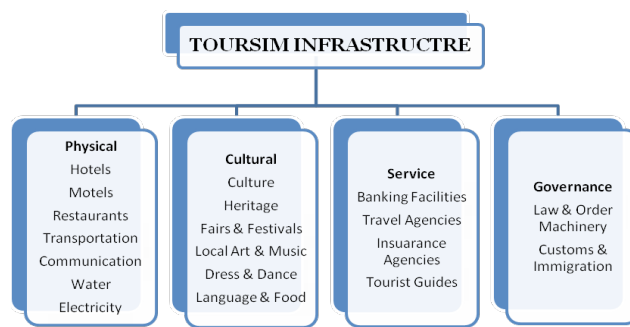 TOURSIM INFRASTRUCTRE
Physical
Hotels
Motels
Restaurants
Transportation
Communication
Water
Electricity
Cultural
Culture
Heritage
Fairs & Festivals
Local Art & Music
Dress & Dance
Language & Food
Service
Banking Facilities
Travel Agencies
Insuarance
Agencies
Tourist Guides
Governance
Law & Order
Machinery
Customs &
Immigration